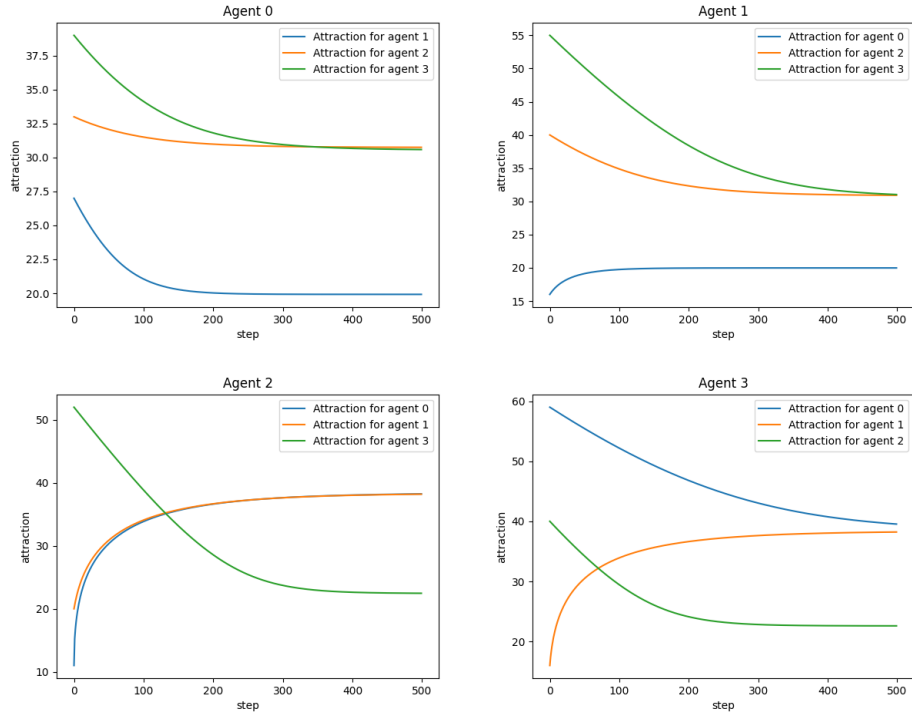 Agent 0
37.5
35.0
32.5
30.0
27.5
25.0
22.5
20.0
attraction
0 100 200 300 400 500
step
Attraction for agent 1
Attraction for agent 2
Attraction for agent 3
Agent 1
55
50
45
40
35
30
25
20
15
attraction
0 100 200 300 400 500
step
Attraction for agent 0
Attraction for agent 2
Attraction for agent 3
Agent 2
50
40
30
20
10
attraction
0 100 200 300 400 500
step
Attraction for agent 0
Attraction for agent 1
Attraction for agent 3
Agent 3
60
50
40
30
20
attraction
0 100 200 300 400 500
step
Attraction for agent 0
Attraction for agent 1
Attraction for agent 2